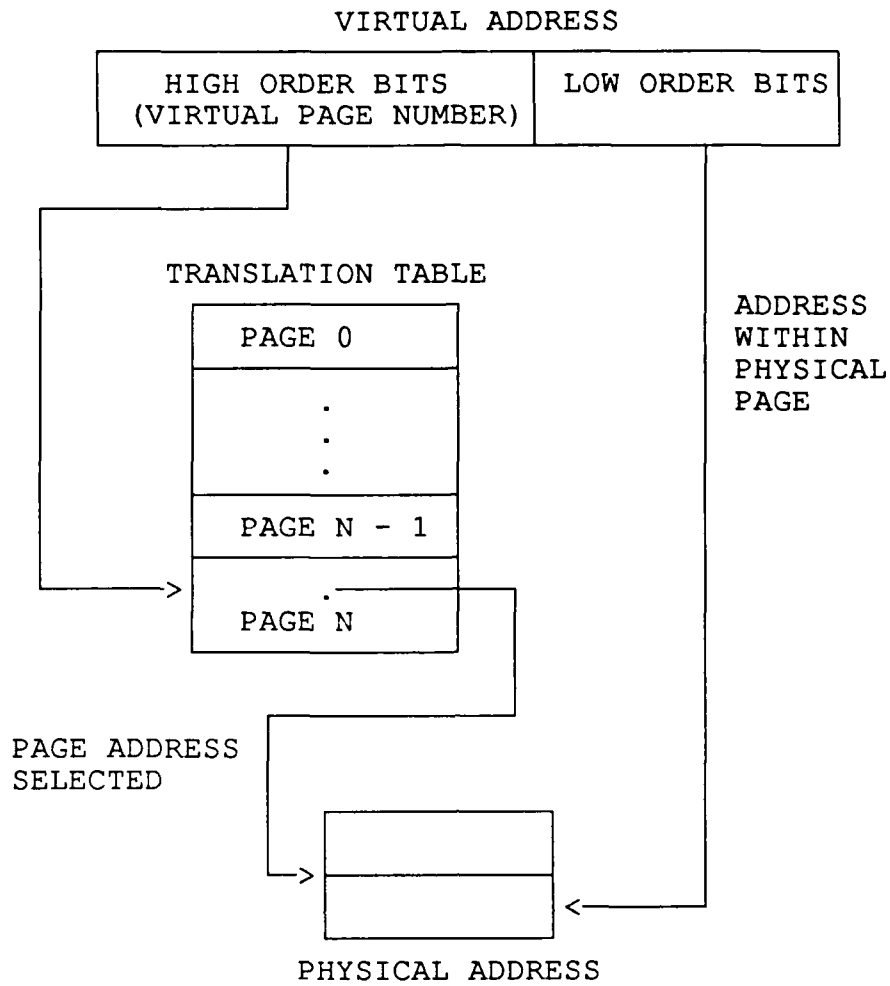 VIRTUAL ADDRESS
HIGH ORDER BITS
(VIRTUAL PAGE NUMBER)
LOW ORDER BITS
TRANSLATION TABLE
PAGE 0
.
.
.
PAGE N - 1
.
PAGE N
ADDRESS
WITHIN
PHYSICAL
PAGE
PAGE ADDRESS
SELECTED
PHYSICAL ADDRESS